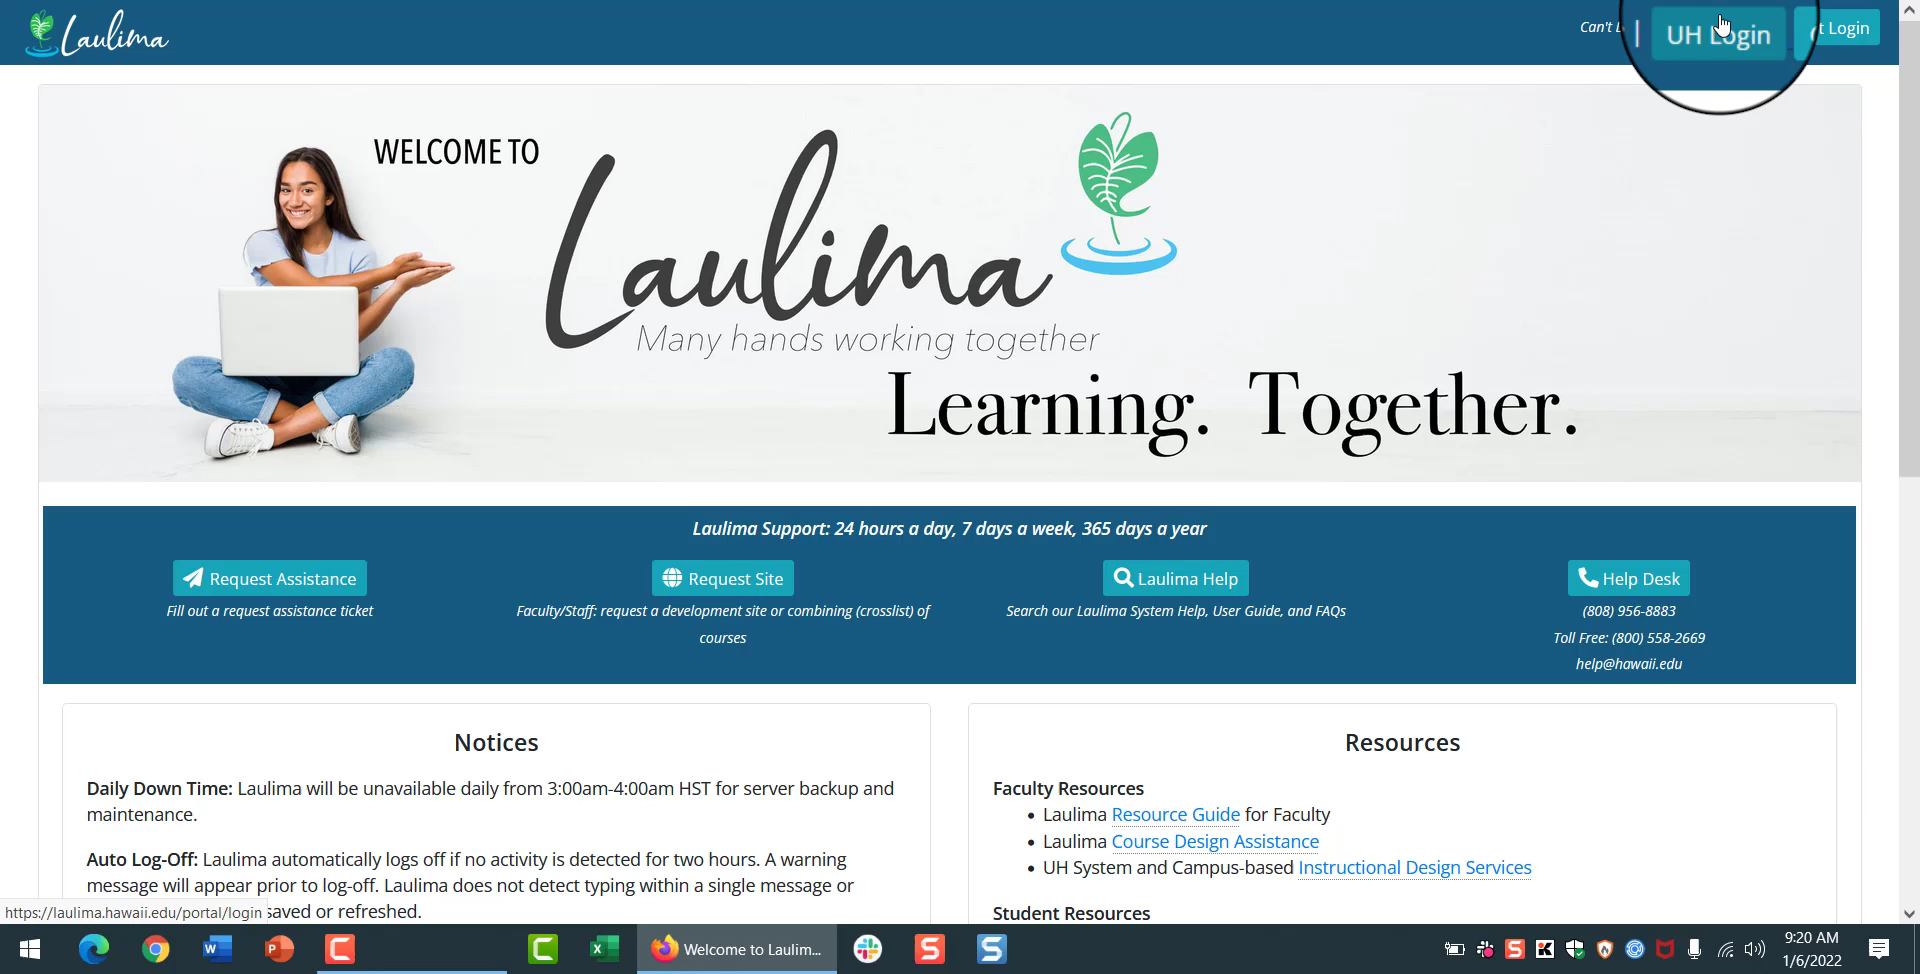 Laulima
Can't
UH Login
t Login
WELCOME TO
Laulima
Many hands working together
Learning. Together.
Laulima Support: 24 hours a day, 7 days a week, 365 days a year
Request Assistance
Fill out a request assistance ticket
Request Site
Faculty/Staff: request a development site or combining (crosslist) of
courses
Laulima Help
Search our Laulima System Help, User Guide, and FAQs
Help Desk
(808) 956-8883
Toll Free: (800) 558-2669
help@hawaii.edu
Notices
Daily Down Time: Laulima will be unavailable daily from 3:00am-4:00am HST for server backup and
maintenance.
Auto Log-Off: Laulima automatically logs off if no activity is detected for two hours. A warning
message will appear prior to log-off. Laulima does not detect typing within a single message or
saved or refreshed.
Resources
Faculty Resources
• Laulima Resource Guide for Faculty
• Laulima Course Design Assistance
• UH System and Campus-based Instructional Design Services
Student Resources
https://laulima.hawaii.edu/portal/login
Welcome to Laulim...
9:20 AM
1/6/2022